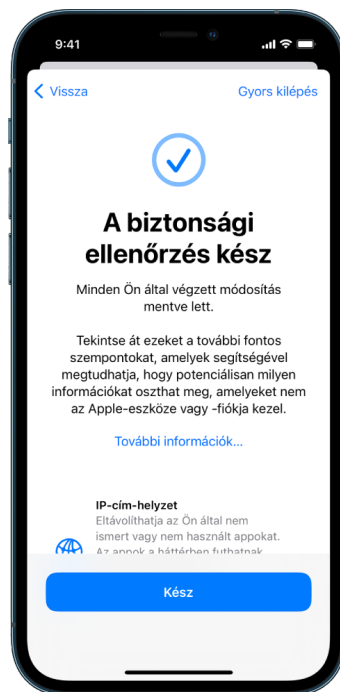 9:41
Vissza
Gyors kilépés
A biztonsági
ellenőrzés kész
Minden Ön által végzett módosítás
mentve lett.
Tekintse át ezeket a további fontos
szempontokat, amelyek segítségével
megtudhatja, hogy potenciálisan milyen
információkat oszthat meg, amelyeket nem
az Apple-eszköze vagy -fiókja kezel.
További információk...
IP-cím-helyzet
Eltávolíthatja az Ön által nem
ismert vagy nem használt appokat.
Az appok a háttérben futhatnak
Kész